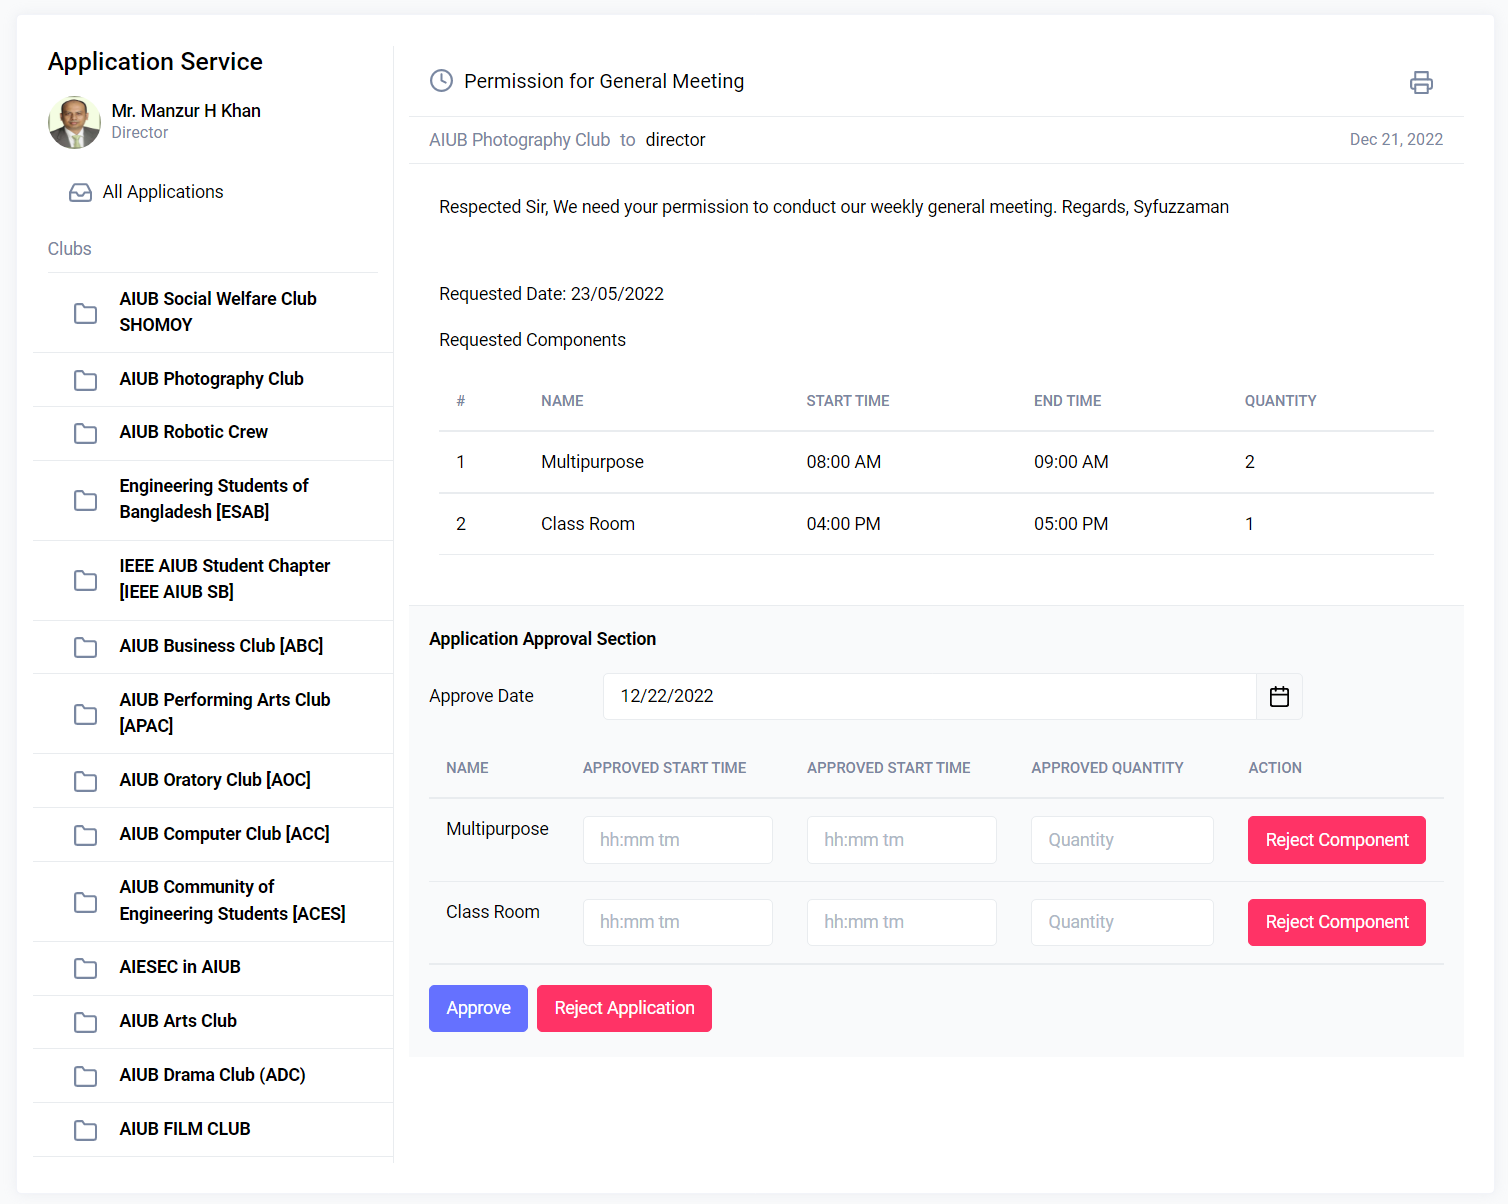 Application Service
Mr. Manzur H Khan
Director
All Applications
Clubs
AIUB Social Welfare Club
SHOMOY
AIUB Photography Club
AIUB Robotic Crew
Engineering Students of
Bangladesh [ESAB]
IEEE AIUB Student Chapter
[IEEE AIUB SB]
AIUB Business Club [ABC]
AIUB Performing Arts Club
[APAC]
AIUB Oratory Club [AOC]
AIUB Computer Club [ACC]
AIUB Community of
Engineering Students [ACES]
AIESEC in AIUB
AIUB Arts Club
AIUB Drama Club (ADC)
AIUB FILM CLUB
Permission for General Meeting
AIUB Photography Club to director Dec 21, 2022
Respected Sir, We need your permission to conduct our weekly general meeting. Regards, Syfuzzaman
Requested Date: 23/05/2022
Requested Components
# NAME START TIME END TIME QUANTITY
1 Multipurpose 08:00 AM 09:00 AM 2
2 Class Room 04:00 PM 05:00 PM 1
Application Approval Section
Approve Date 12/22/2022
NAME APPROVED START TIME APPROVED START TIME APPROVED QUANTITY ACTION
Multipurpose hh:mm tm hh:mm tm Quantity Reject Component
Class Room hh:mm tm hh:mm tm Quantity Reject Component
Approve Reject Application